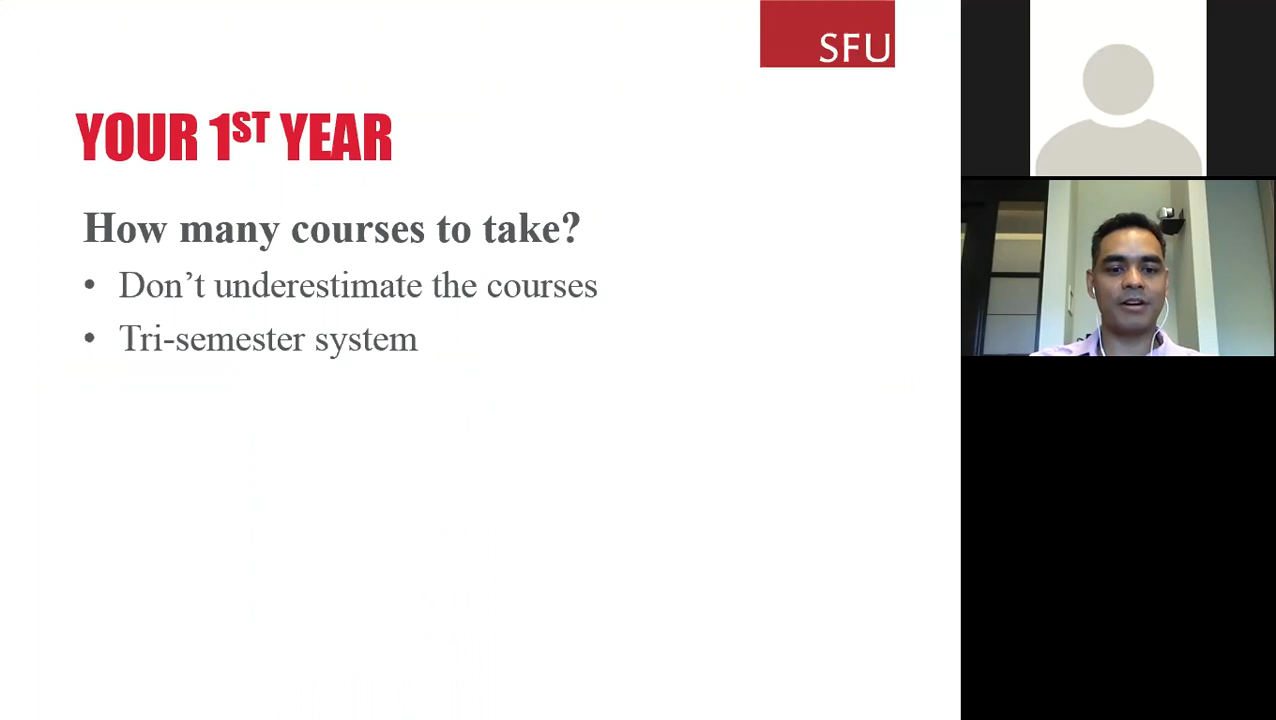 SFU
YOUR 1ST YEAR
How many courses to take?
• Don’t underestimate the courses
• Tri-semester system